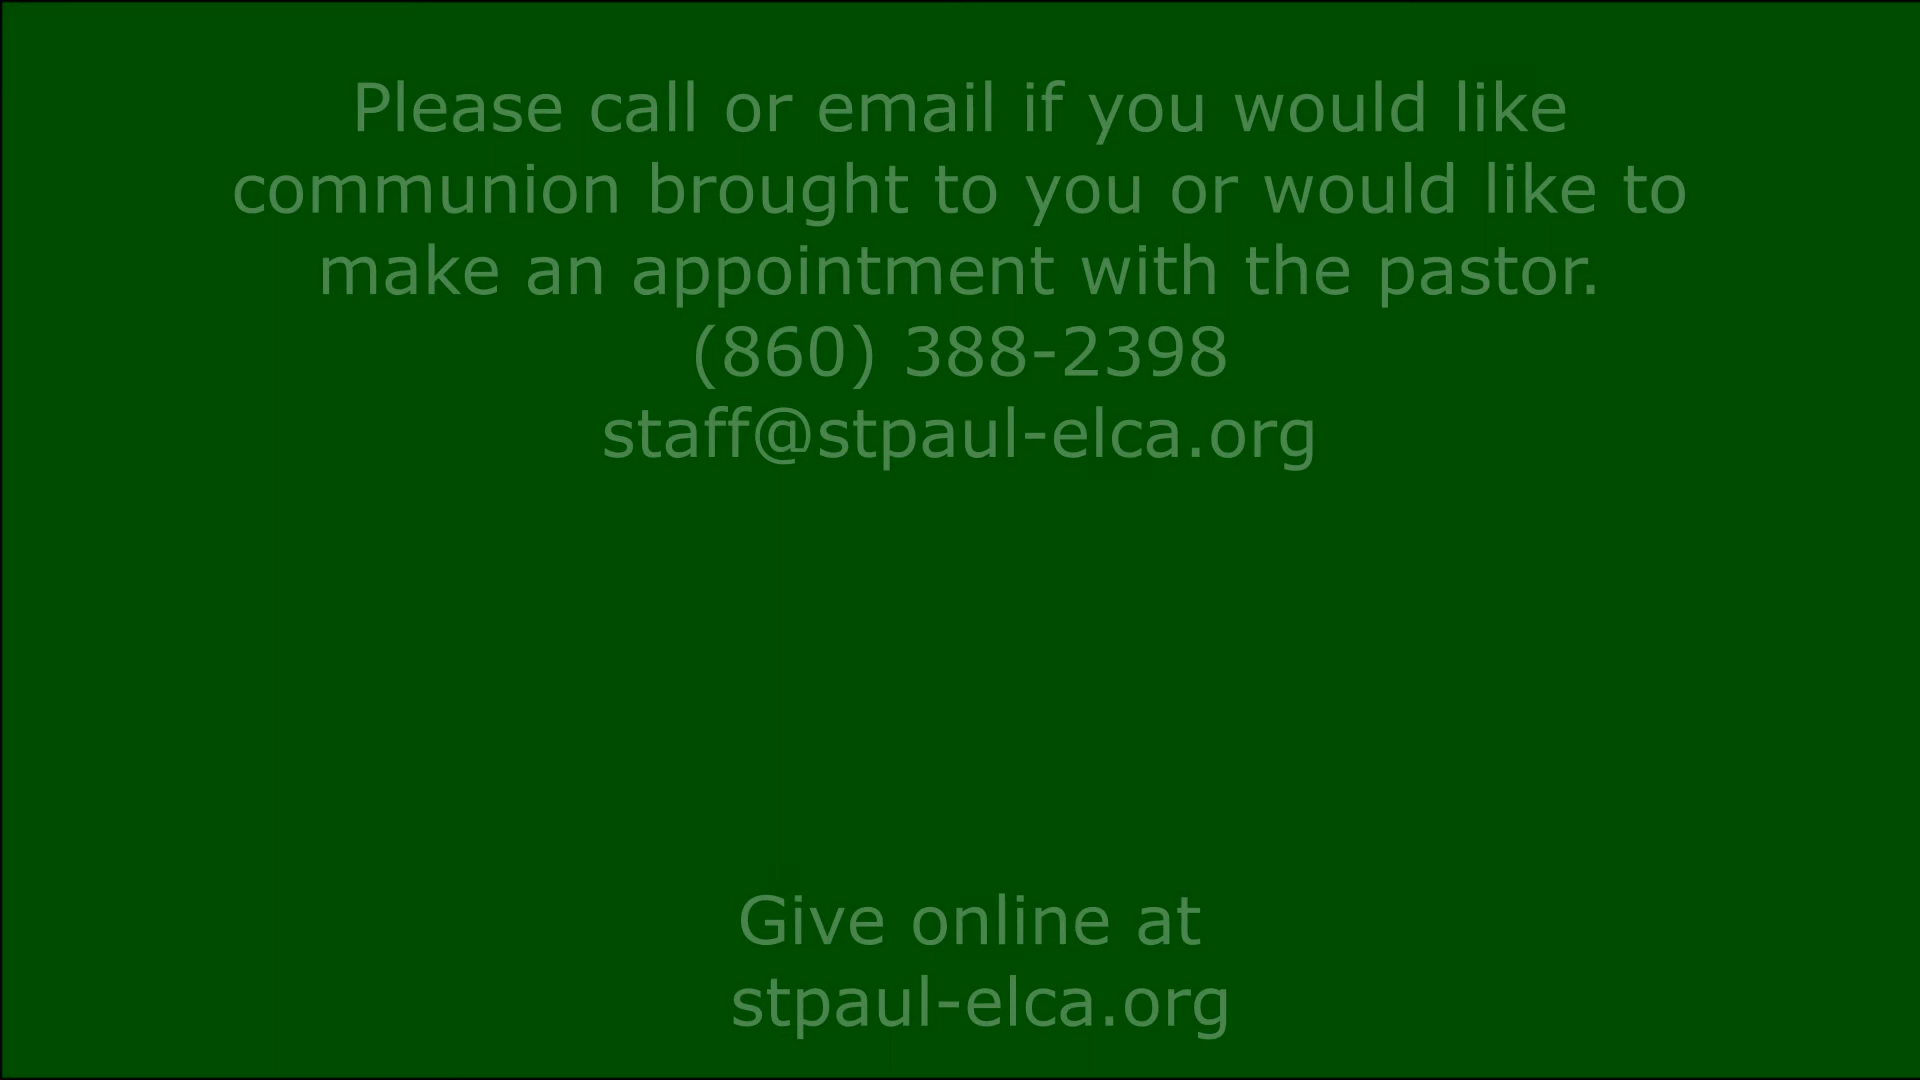 Please call or email if you would like
communion brought to you or would like to
make an appointment with the pastor.
(860) 388-2398
staff@stpaul-elca.org
Give online at
stpaul-elca.org